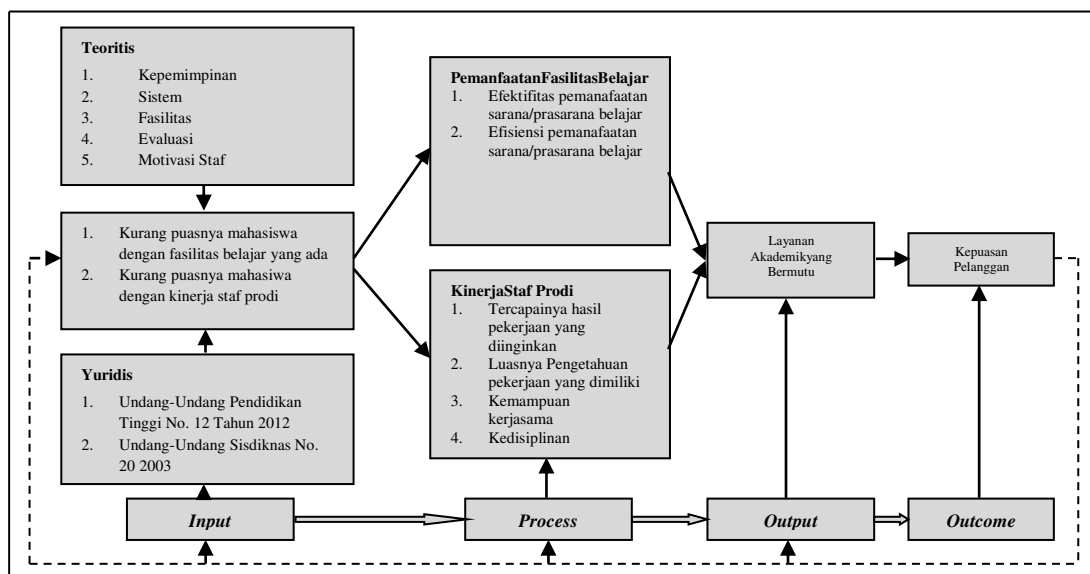 Teoritis
1. Kepemimpinan
2. Sistem
3. Fasilitas
4. Evaluasi
5. Motivasi Staf
1. Kurang puasnya mahasiswa
dengan fasilitas belajar yang ada
2. Kurang puasnya mahasiwa
dengan kinerja staf prodi
Yuridis
1. Undang-Undang Pendidikan
Tinggi No. 12 Tahun 2012
2. Undang-Undang Sisdiknas No.
20 2003
PemanfaatanFasilitasBelajar
1. Efektifitas pemanafaatan
sarana/prasarana belajar
2. Efisiensi pemanafaatan
sarana/prasarana belajar
KinerjaStaf Prodi
1. Tercapainya hasil
pekerjaan yang
diinginkan
2. Luasnya Pengetahuan
pekerjaan yang dimiliki
3. Kemampuan
kerjasama
4. Kedisiplinan
Layanan
Akademikyang
Bermutu
Kepuasan
Pelanggan
Input
Process
Output
Outcome